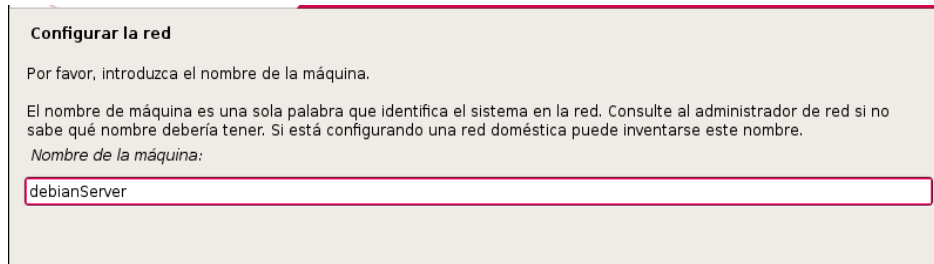 Configurar la red
Por favor, introduzca el nombre de la máquina.
El nombre de máquina es una sola palabra que identifica el sistema en la red. Consulte al administrador de red si no
sabe qué nombre debería tener. Si está configurando una red doméstica puede inventarse este nombre.
Nombre de la máquina:
debianServer